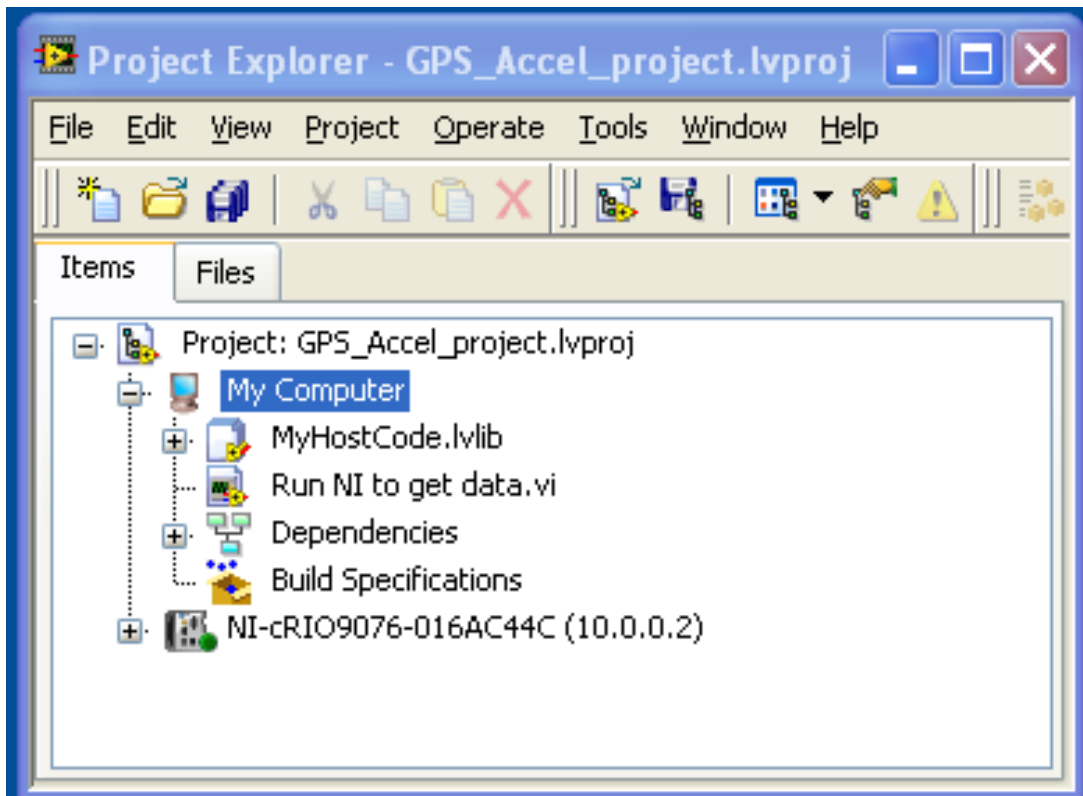 Project Explorer - GPS_Accel_project.lvproj
File Edit View Project Operate Tools Window Help
Items Files
Project: GPS_Accel_project.lvproj
My Computer
MyHostCode.lvlib
Run NI to get data.vi
Dependencies
Build Specifications
NI-cRIO9076-016AC44C (10.0.0.2)